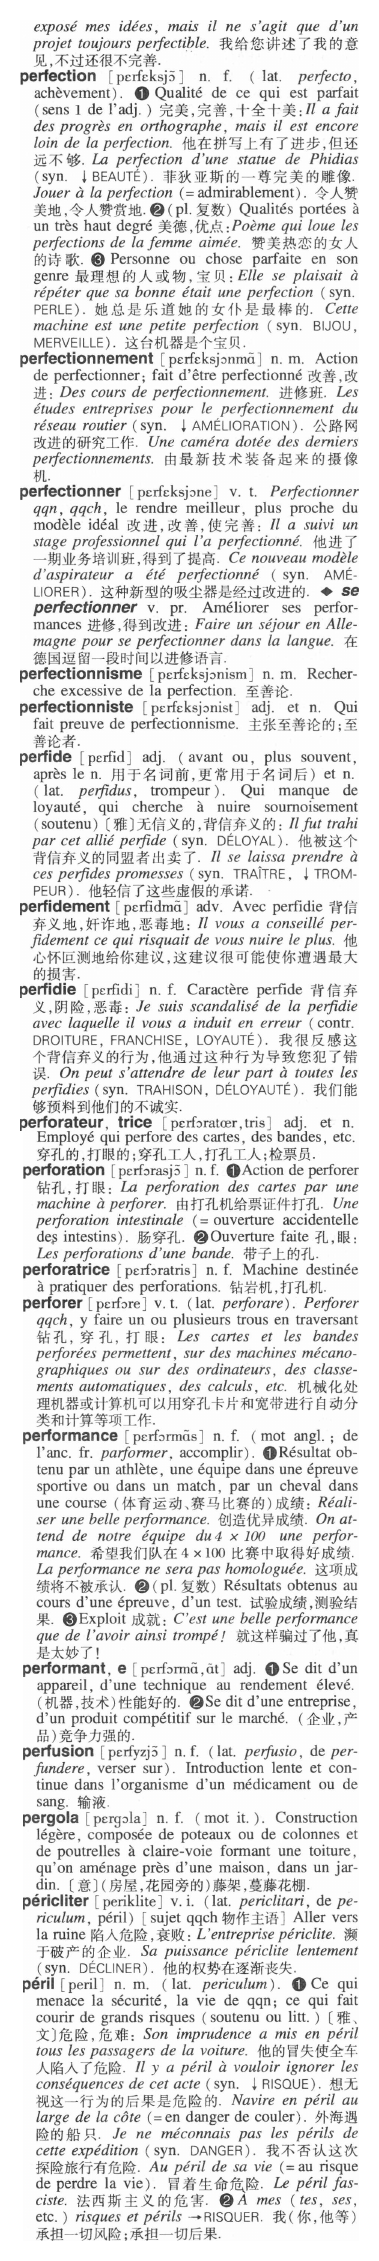 exposé mes idées, mais il ne s'agit que d'un
projet toujours perfectible. 我给您讲述了我的意
见,不过还很不完善.
perfection [pɛrfɛksjɔ̃] n. f. (lat. perfecto,
achèvement). ❶ Qualité de ce qui est parfait
(sens 1 de l'adj.) 完美,完善,十全十美:Il a fait
des progrès en orthographe, mais il est encore
loin de la perfection. 他在拼写上有了进步,但还
远不够. La perfection d'une statue de Phidias
(syn. ↓BEAUTÉ). 菲狄亚斯的一尊完美的雕像.
Jouer à la perfection (=admirablement). 令人赞
美地,令人赞赏地.❷(pl.复数) Qualités portées à
un très haut degré 美德,优点:Poème qui loue les
perfections de la femme aimée. 赞美热恋的女人
的诗歌. ❸ Personne ou chose parfaite en son
genre 最理想的人或物,宝贝:Elle se plaisait à
répéter que sa bonne était une perfection (syn.
PERLE). 她总是乐道她的女仆是最棒的. Cette
machine est une petite perfection (syn. BIJOU,
MERVEILLE). 这台机器是个宝贝.
perfectionnement [pɛrfɛksjɔnmɑ̃] n. m. Action
de perfectionner; fait d'être perfectionné 改善,改
进: Des cours de perfectionnement. 进修班. Les
études entreprises pour le perfectionnement du
réseau routier (syn. ↓AMÉLIORATION). 公路网
改进的研究工作. Une caméra dotée des derniers
perfectionnements. 由最新技术装备起来的摄像
机.
perfectionner [pɛrfɛksjɔne] v. t. Perfectionner
qqn, qqch, le rendre meilleur, plus proche du
modèle idéal 改进,改善,使完善: Il a suivi un
stage professionnel qui l'a perfectionné. 他进了
一期业务培训班,得到了提高. Ce nouveau modèle
d'aspirateur a été perfectionné (syn. AMÉ-
LIORER). 这种新型的吸尘器是经过改进的. ◆ se
perfectionner v. pr. Améliorer ses perfor-
mances 进修,得到改进: Faire un séjour en Alle-
magne pour se perfectionner dans la langue. 在
德国逗留一段时间以进修语言.
perfectionnisme [pɛrfɛksjɔnism] n. m. Recher-
che excessive de la perfection. 至善论.
perfectionniste [pɛrfɛksjɔnist] adj. et n. Qui
fait preuve de perfectionnisme. 主张至善论的;至
善论者.
perfide [pɛrfid] adj. (avant ou, plus souvent,
après le n. 用于名词前,更常用于名词后) et n.
(lat. perfidus, trompeur). Qui manque de
loyauté, qui cherche à nuire sournoisement
(soutenu) 〔雅〕无信义的,背信弃义的: Il fut trahi
par cet allié perfide (syn. DÉLOYAL). 他被这个
背信弃义的同盟者出卖了. Il se laissa prendre à
ces perfides promesses (syn. TRAÎTRE, ↓TROM-
PEUR). 他轻信了这些虚假的承诺.
perfidement [pɛrfidmɑ̃] adv. Avec perfidie 背信
弃义地,奸诈地,恶毒地: Il vous a conseillé per-
fidement ce qui risquait de vous nuire le plus. 他
心怀叵测地给你建议,这建议很可能使你遭遇最大
的损害.
perfidie [pɛrfidi] n. f. Caractère perfide 背信弃
义,阴险,恶毒: Je suis scandalisé de la perfidie
avec laquelle il vous a induit en erreur (contr.
DROITURE, FRANCHISE, LOYAUTÉ). 我很反感这
个背信弃义的行为,他通过这种行为导致您犯了错
误. On peut s'attendre de leur part à toutes les
perfidies (syn. TRAHISON, DÉLOYAUTÉ). 我们能
够预料到他们的不诚实.
perforateur, trice [pɛrfɔratœr,tris] adj. et n.
Employé qui perfore des cartes, des bandes, etc.
穿孔的,打眼的;穿孔工人,打孔工人;检票员.
perforation [pɛrfɔrasjɔ̃] n. f. ❶Action de perforer
钻孔,打眼: La perforation des cartes par une
machine à perforer. 由打孔机给票证件打孔. Une
perforation intestinale (= ouverture accidentelle
des intestins). 肠穿孔. ❷Ouverture faite 孔,眼:
Les perforations d'une bande. 带子上的孔.
perforatrice [pɛrfɔratris] n. f. Machine destinée
à pratiquer des perforations. 钻岩机,打孔机.
perforer [pɛrfɔre] v. t. (lat. perforare). Perforer
qqch, y faire un ou plusieurs trous en traversant
钻孔,穿孔,打眼: Les cartes et les bandes
perforées permettent, sur des machines mécano-
graphiques ou sur des ordinateurs, des classe-
ments automatiques, des calculs, etc. 机械化处
理机器或计算机可以用穿孔卡片和宽带进行自动分
类和计算等项工作.
performance [pɛrfɔrmɑ̃s] n. f. (mot angl.; de
l'anc. fr. parformer, accomplir). ❶Résultat ob-
tenu par un athlète, une équipe dans une épreuve
sportive ou dans un match, par un cheval dans
une course (体育运动、赛马比赛的)成绩: Réali-
ser une belle performance. 创造优异成绩. On at-
tend de notre équipe du 4 × 100 une perfor-
mance. 希望我们队在 4×100 比赛中取得好成绩.
La performance ne sera pas homologuée. 这项成
绩将不被承认. ❷(pl.复数) Résultats obtenus au
cours d'une épreuve, d'un test. 试验成绩,测验结
果. ❸Exploit 成就: C'est une belle performance
que de l'avoir ainsi trompé! 就这样骗过了他,真
是太妙了!
performant, e [pɛrfɔrmɑ̃,ɑ̃t] adj. ❶Se dit d'un
appareil, d'une technique au rendement élevé.
(机器,技术)性能好的. ❷Se dit d'une entreprise,
d'un produit compétitif sur le marché. (企业,产
品)竞争力强的.
perfusion [pɛrfyzjɔ̃] n. f. (lat. perfusio, de per-
fundere, verser sur). Introduction lente et con-
tinue dans l'organisme d'un médicament ou de
sang. 输液.
pergola [pɛrgɔla] n. f. (mot it.). Construction
légère, composée de poteaux ou de colonnes et
de poutrelles à claire-voie formant une toiture,
qu'on aménage près d'une maison, dans un jar-
din. 〔意〕(房屋,花园旁的)藤架,蔓藤花棚.
péricliter [periklite] v. i. (lat. periclitari, de pe-
riculum, péril) [sujet qqch 物作主语] Aller vers
la ruine 陷入危险,衰败: L'entreprise périclite. 濒
于破产的企业. Sa puissance périclite lentement
(syn. DÉCLINER). 他的权势在逐渐丧失.
péril [peril] n. m. (lat. periculum). ❶ Ce qui
menace la sécurité, la vie de qqn; ce qui fait
courir de grands risques (soutenu ou litt.) 〔雅、
文〕危险,危难: Son imprudence a mis en péril
tous les passagers de la voiture. 他的冒失使全车
人陷入了危险. Il y a péril à vouloir ignorer les
conséquences de cet acte (syn. ↓RISQUE). 想无
视这一行为的后果是危险的. Navire en péril au
large de la côte (=en danger de couler). 外海遇
险的船只. Je ne méconnais pas les périls de
cette expédition (syn. DANGER). 我不否认这次
探险旅行有危险. Au péril de sa vie (=au risque
de perdre la vie). 冒着生命危险. Le péril fas-
ciste. 法西斯主义的危害. ❷ À mes (tes, ses,
etc.) risques et périls →RISQUER. 我(你,他等)
承担一切风险;承担一切后果.